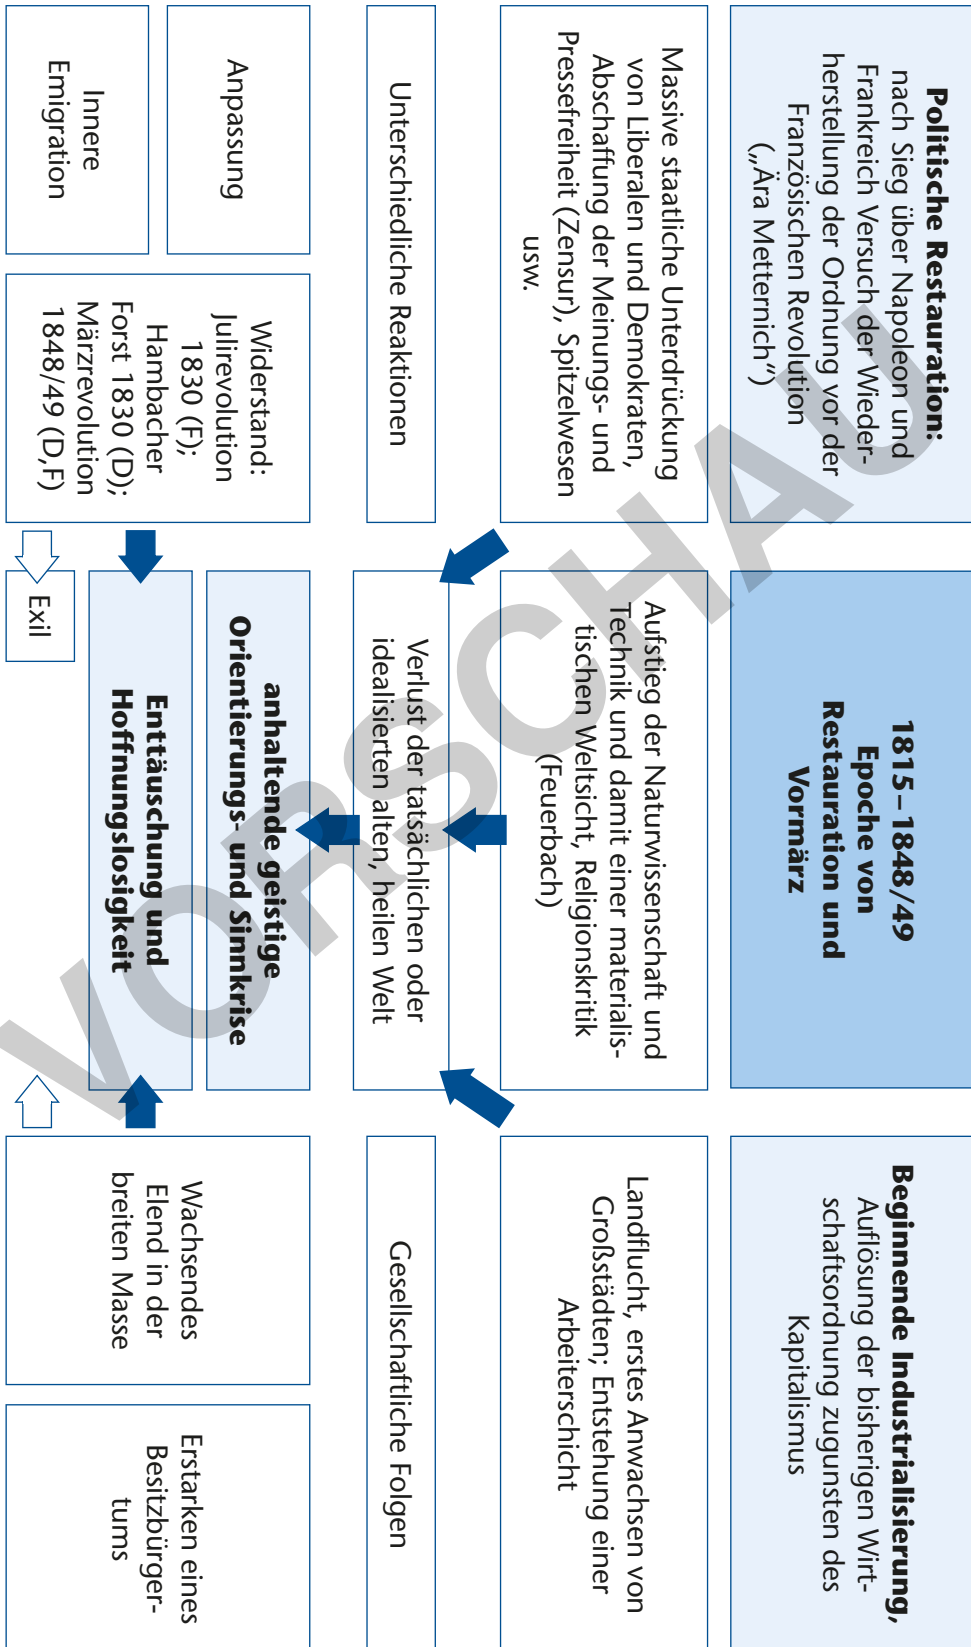 Politische Restauration:
nach Sieg über Napoleon und
Frankreich Versuch der Wieder-
herstellung der Ordnung vor der
Französischen Revolution
(„Ära Metternich“)
1815–1848/49
Epoche von
Restauration und
Vormärz
Beginnende Industrialisierung,
Auflösung der bisherigen Wirt-
schaftsordnung zugunsten des
Kapitalismus
Massive staatliche Unterdrückung
von Liberalen und Demokraten,
Abschaffung der Meinungs- und
Pressefreiheit (Zensur), Spitzelwesen
usw.
Aufstieg der Naturwissenschaft und
Technik und damit einer materialis-
tischen Weltsicht, Religionskritik
(Feuerbach)
Landflucht, erstes Anwachsen von
Großstädten; Entstehung einer
Arbeiterschicht
Unterschiedliche Reaktionen
Verlust der tatsächlichen oder
idealisierten alten, heilen Welt
Gesellschaftliche Folgen
Anpassung
Innere
Emigration
Widerstand:
Julirevolution
1830 (F);
Hambacher
Forst 1830 (D);
Märzrevolution
1848/49 (D,F)
anhaltende geistige
Orientierungs- und Sinnkrise
Enttäuschung und
Hoffnungslosigkeit
Exil
Wachsendes
Elend in der
breiten Masse
Erstarken eines
Besitzbürger-
tums
VORSCHAU